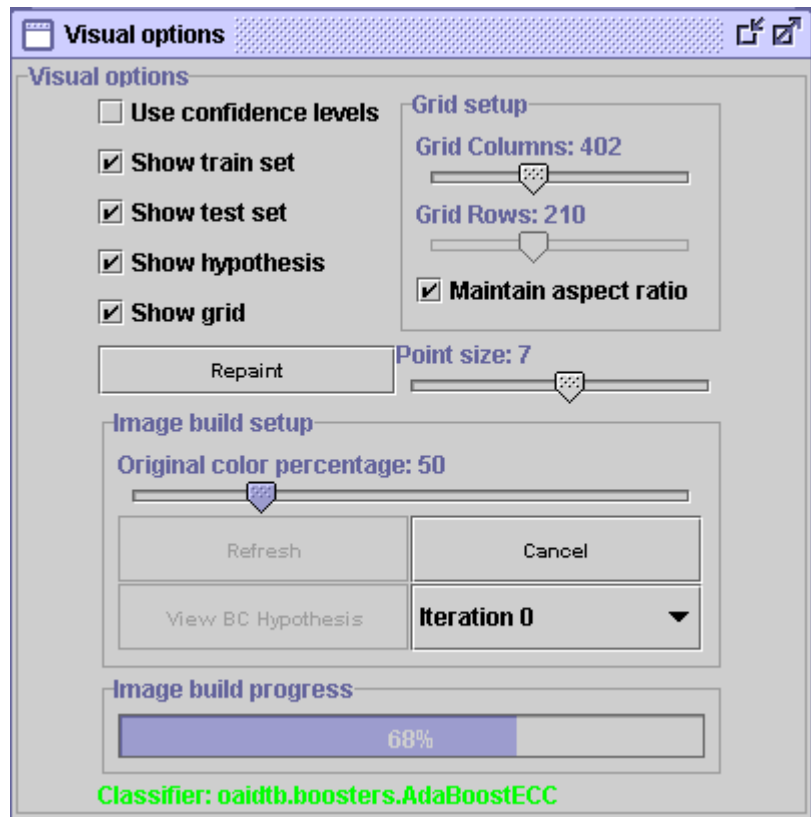 Visual options
Visual options
Use confidence levels
Show train set
Show test set
Show hypothesis
Show grid
Grid setup
Grid Columns: 402
Grid Rows: 210
Maintain aspect ratio
Repaint
Point size: 7
Image build setup
Original color percentage: 50
Refresh
Cancel
View BC Hypothesis
Iteration 0
Image build progress
68%
Classifier: oaidtb.boosters.AdaBoostECC